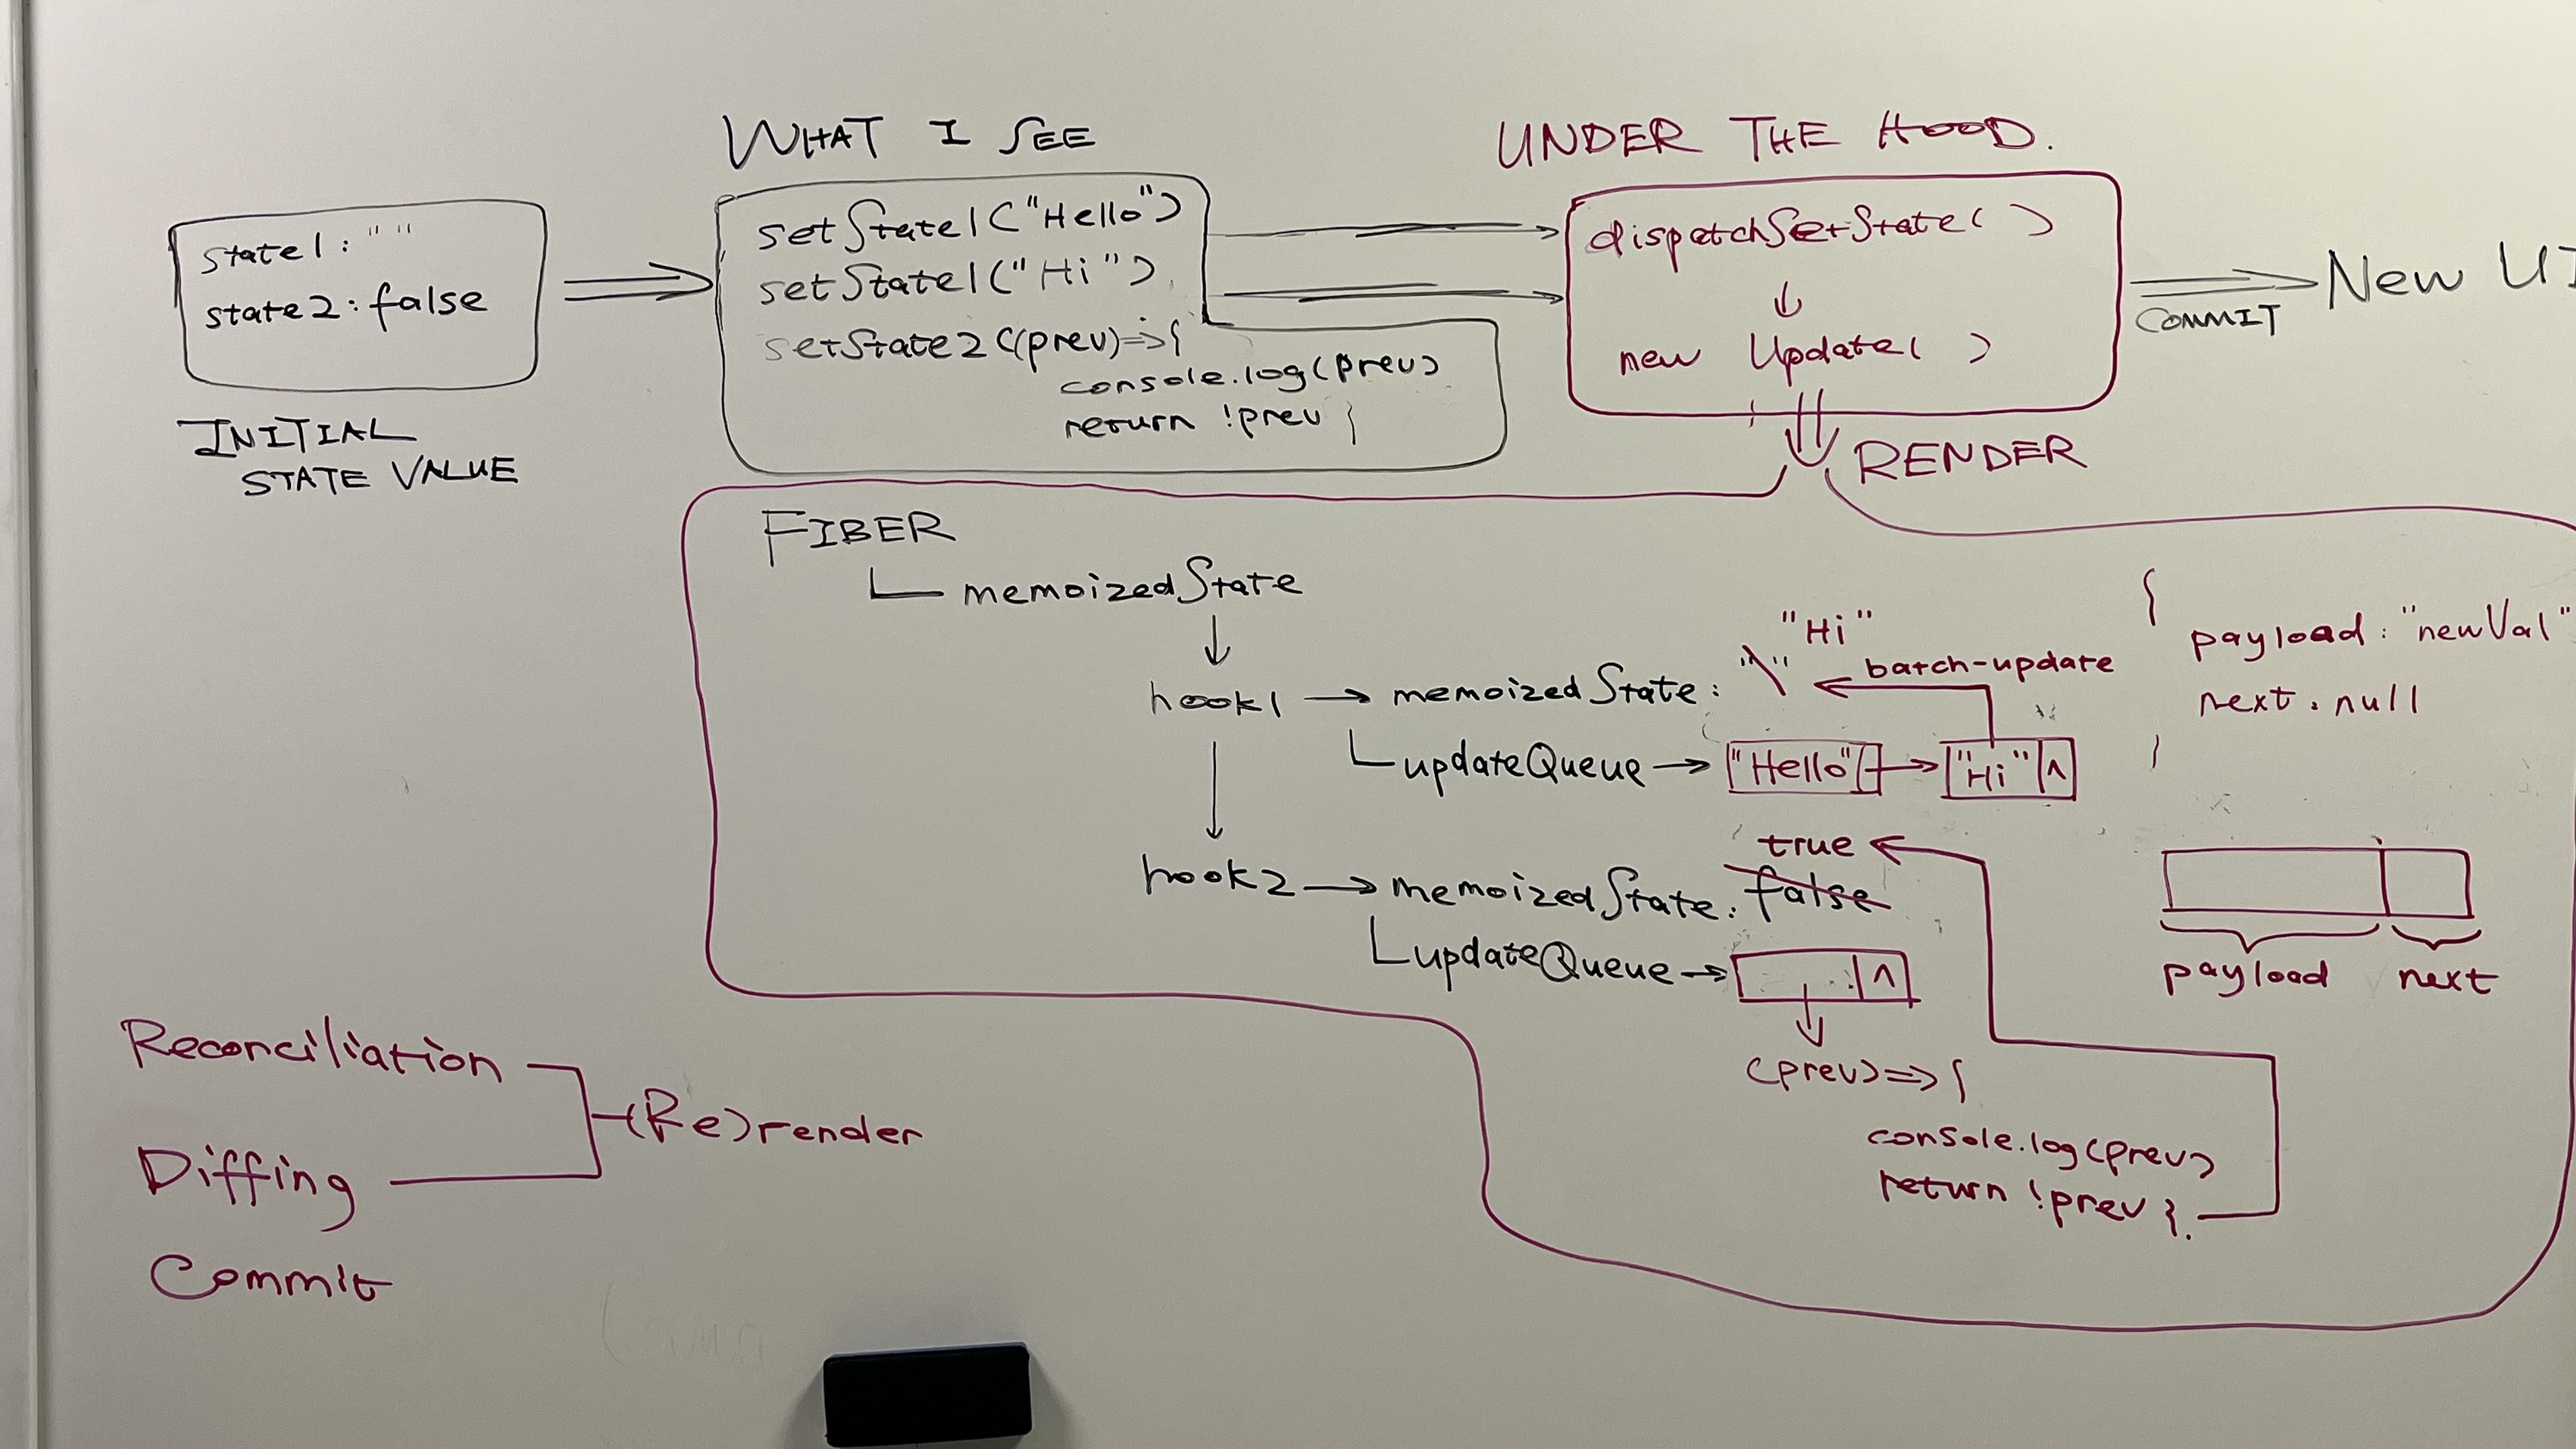 WHAT I SEE
UNDER THE HOOD.
state1: " "
state2: false
INITIAL
STATE VALUE
setState1("Hello")
setState1("Hi")
setState2((prev)=>{
console.log(prev)
return !prev }
dispatchSetState( )
↓
new Update( )
COMMIT
New UI
RENDER
FIBER
memoizedState
hook1 → memoizedState: " "
"Hi"
batch-update
updateQueue → "Hello" → "Hi" ^
hook2 → memoizedState: false
true
updateQueue → ^
(prev)=>{
console.log(prev)
return !prev }.
{
payload: "newVal"
next: null
}
payload next
Reconciliation
Diffing
(Re)render
Commit